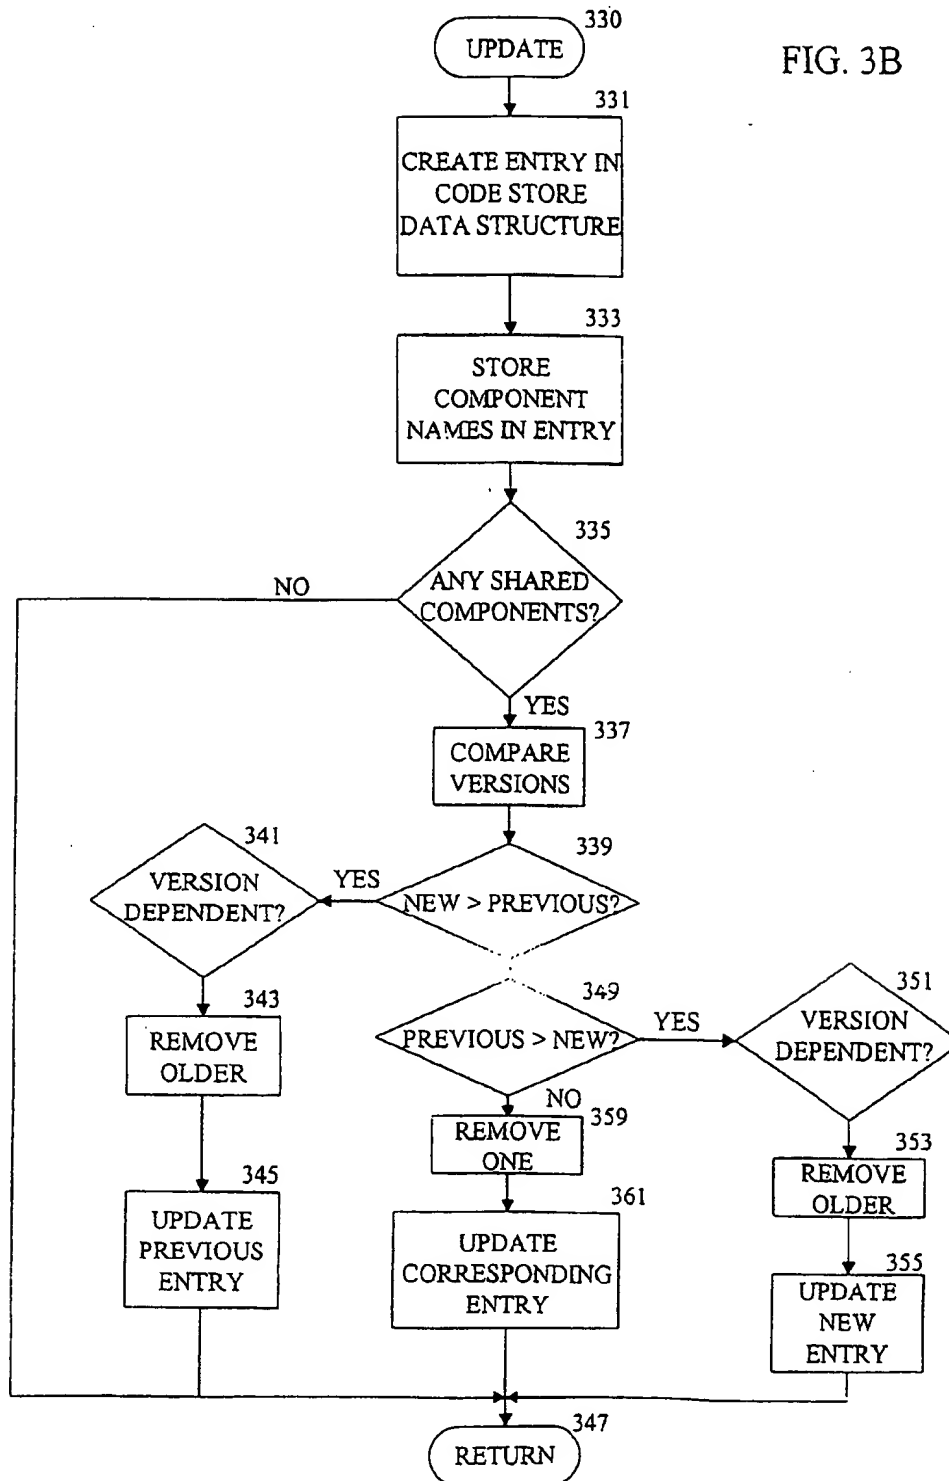 330
UPDATE
FIG. 3B
331
CREATE ENTRY IN
CODE STORE
DATA STRUCTURE
333
STORE
COMPONENT
NAMES IN ENTRY
335
ANY SHARED
COMPONENTS?
NO
YES
337
COMPARE
VERSIONS
339
NEW > PREVIOUS?
YES
341
VERSION
DEPENDENT?
343
REMOVE
OLDER
345
UPDATE
PREVIOUS
ENTRY
349
PREVIOUS > NEW?
YES
351
VERSION
DEPENDENT?
NO
359
REMOVE
ONE
353
REMOVE
OLDER
361
UPDATE
CORRESPONDING
ENTRY
355
UPDATE
NEW
ENTRY
347
RETURN